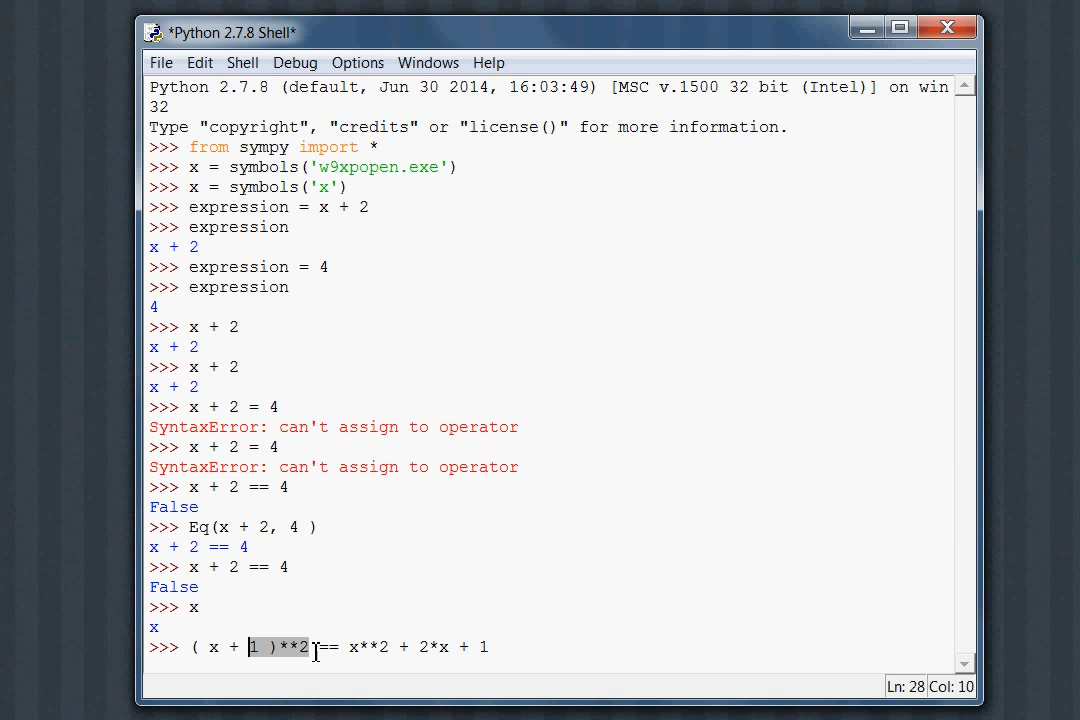 *Python 2.7.8 Shell*
File Edit Shell Debug Options Windows Help
Python 2.7.8 (default, Jun 30 2014, 16:03:49) [MSC v.1500 32 bit (Intel)] on win
32
Type "copyright", "credits" or "license()" for more information.
>>> from sympy import *
>>> x = symbols('w9xpopen.exe')
>>> x = symbols('x')
>>> expression = x + 2
>>> expression
x + 2
>>> expression = 4
>>> expression
4
>>> x + 2
x + 2
>>> x + 2
x + 2
>>> x + 2 = 4
SyntaxError: can't assign to operator
>>> x + 2 = 4
SyntaxError: can't assign to operator
>>> x + 2 == 4
False
>>> Eq(x + 2, 4 )
x + 2 == 4
>>> x + 2 == 4
False
>>> x
x
>>> ( x + 1 )**2 == x**2 + 2*x + 1
Ln: 28 Col: 10